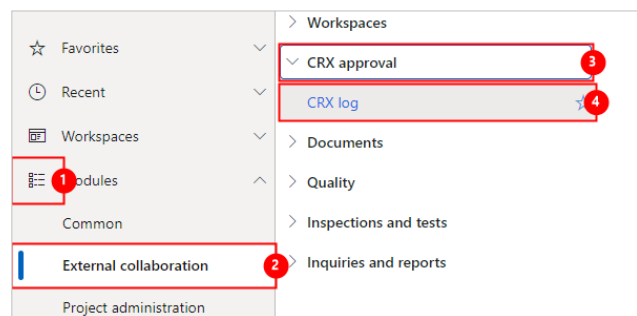 Favorites
Recent
Workspaces
1
odules
Common
External collaboration
2
Project administration
Workspaces
CRX approval
3
CRX log
4
Documents
Quality
Inspections and tests
Inquiries and reports